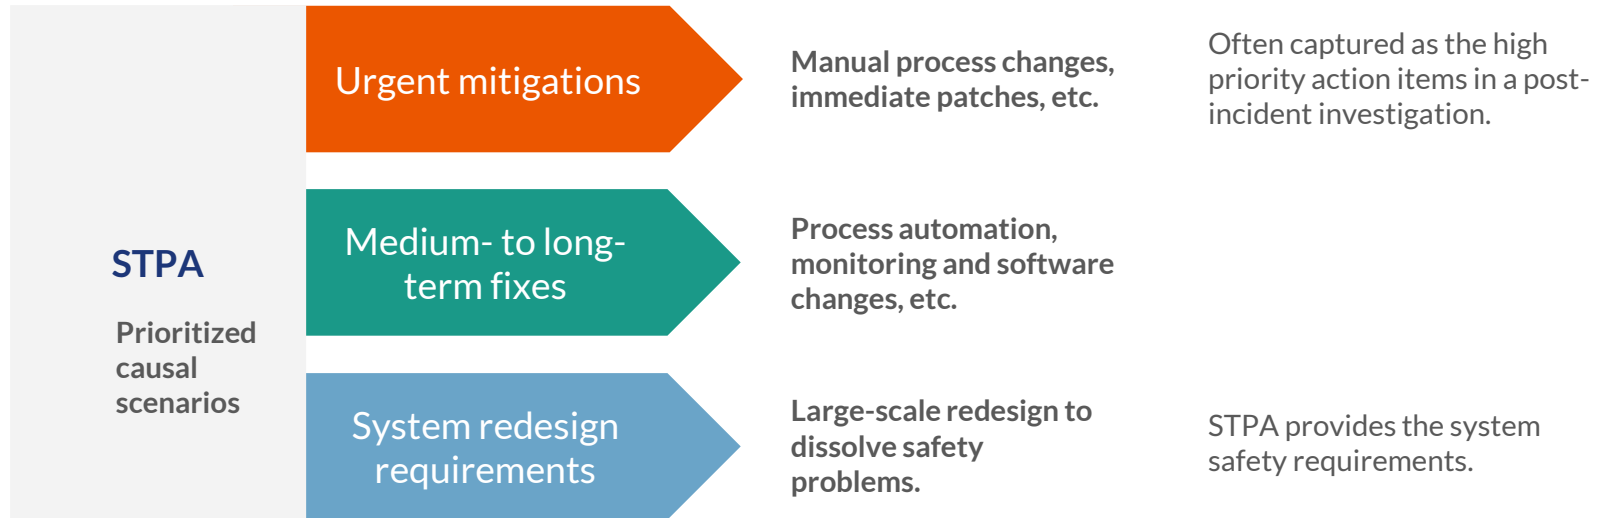 STPA
Prioritized
causal
scenarios
Urgent mitigations
Manual process changes,
immediate patches, etc.
Often captured as the high
priority action items in a post-
incident investigation.
Medium- to long-
term fixes
Process automation,
monitoring and software
changes, etc.
System redesign
requirements
Large-scale redesign to
dissolve safety
problems.
STPA provides the system
safety requirements.